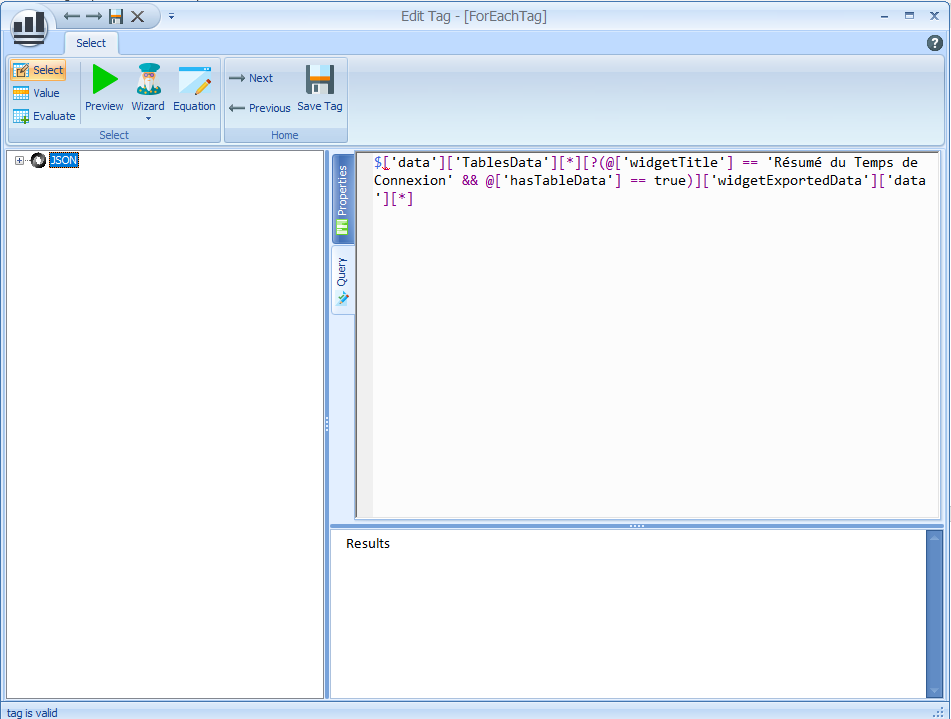 Edit Tag - [ForEachTag]
Select
Select
Value
Evaluate
Preview
Wizard
Equation
Select
Next
Previous
Save Tag
Home
JSON
Properties
Query
$['data']['TablesData'][*][?(@['widgetTitle'] == 'Résumé du Temps de
Connexion' && @['hasTableData'] == true)]['widgetExportedData']['data
'][*]
Results
tag is valid